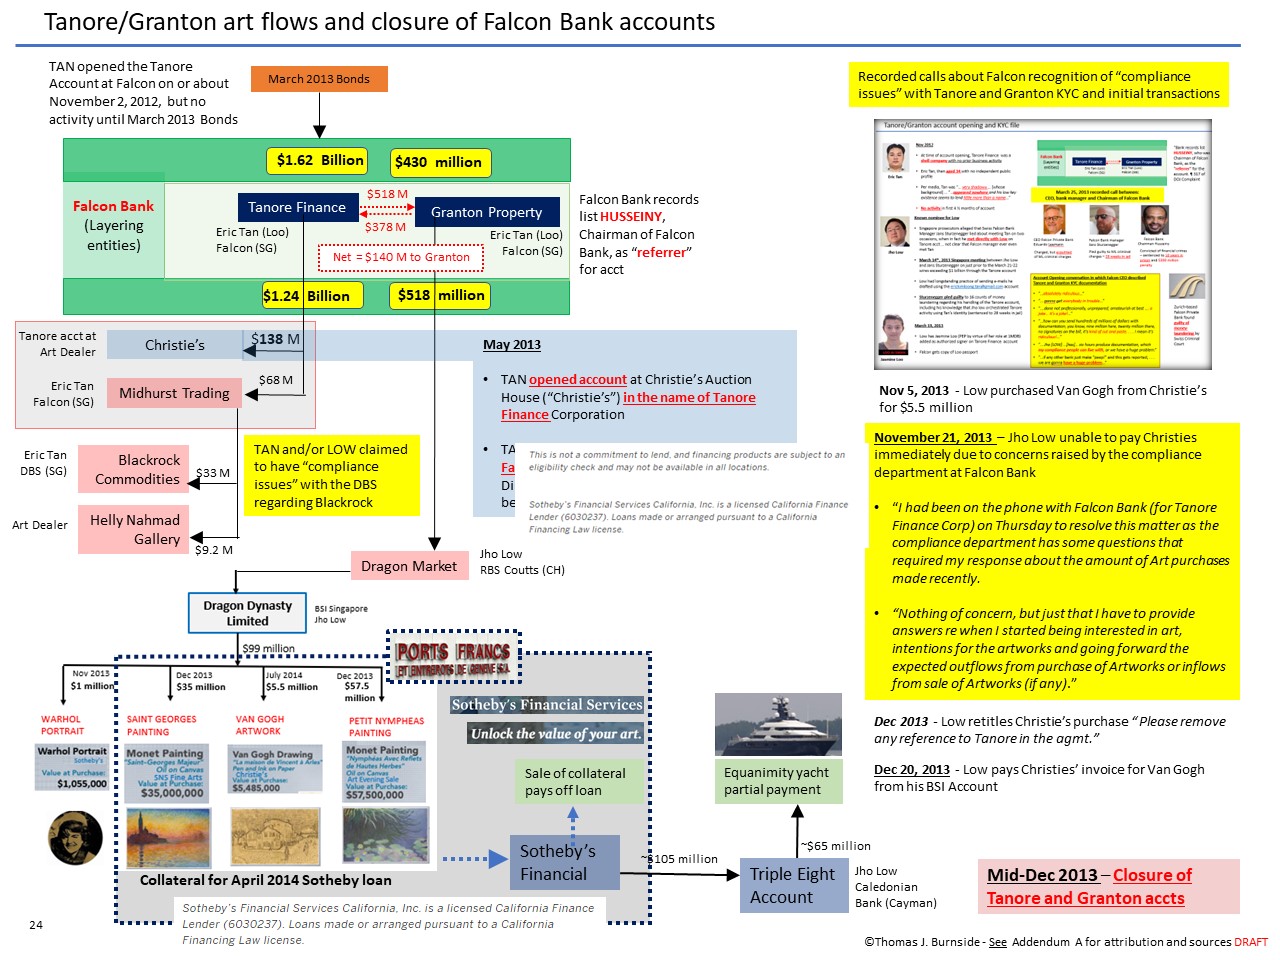 Tanore/Granton art flows and closure of Falcon Bank accounts
TAN opened the Tanore
Account at Falcon on or about
November 2, 2012, but no
activity until March 2013 Bonds
March 2013 Bonds
$1.62 Billion
$430 million
Falcon Bank
(Layering
entities)
Tanore Finance
$518 M
$378 M
Granton Property
Eric Tan (Loo)
Falcon (SG)
Eric Tan (Loo)
Falcon (SG)
Net = $140 M to Granton
$1.24 Billion
$518 million
Falcon Bank records
list HUSSEINY,
Chairman of Falcon
Bank, as “referrer”
for acct
Tanore acct at
Art Dealer
Christie’s
$138 M
Eric Tan
Falcon (SG)
Midhurst Trading
$68 M
Eric Tan
DBS (SG)
Blackrock
Commodities
$33 M
Art Dealer
Helly Nahmad
Gallery
$9.2 M
TAN and/or LOW claimed
to have “compliance
issues” with the DBS
regarding Blackrock
May 2013
• TAN opened account at Christie’s Auction
House (“Christie’s”) in the name of Tanore
Finance Corporation
• TA
Fa
Di
be
This is not a commitment to lend, and financing products are subject to an
eligibility check and may not be available in all locations.
Sotheby’s Financial Services California, Inc. is a licensed California Finance
Lender (6030237). Loans made or arranged pursuant to a California
Financing Law license.
Dragon Market
Jho Low
RBS Coutts (CH)
Dragon Dynasty
Limited
BSI Singapore
Jho Low
$99 million
PORTS FRANCS
ET ENTREPOTS DE GENEVE S.A.
Nov 2013
$1 million
Dec 2013
$35 million
July 2014
$5.5 million
Dec 2013
$57.5
million
WARHOL
PORTRAIT
SAINT GEORGES
PAINTING
VAN GOGH
ARTWORK
PETIT NYMPHEAS
PAINTING
Warhol Portrait
Sotheby's
Value at Purchase:
$1,055,000
Monet Painting
"Saint-Georges Majeur"
Oil on Canvas
SNS Fine Arts
Value at Purchase:
$35,000,000
Van Gogh Drawing
"La maison de Vincent à Arles"
Pen and Ink on Paper
Christie's
Value at Purchase:
$5,485,000
Monet Painting
"Nymphéas Avec Reflets
de Hautes Herbes"
Oil on Canvas
Art Evening Sale
Value at Purchase:
$57,500,000
Collateral for April 2014 Sotheby loan
Sotheby’s Financial Services California, Inc. is a licensed California Finance
Lender (6030237). Loans made or arranged pursuant to a California
Financing Law license.
Sotheby’s Financial Services
Unlock the value of your art.
Sale of collateral
pays off loan
Sotheby’s
Financial
~$105 million
Equanimity yacht
partial payment
~$65 million
Triple Eight
Account
Jho Low
Caledonian
Bank (Cayman)
Recorded calls about Falcon recognition of “compliance
issues” with Tanore and Granton KYC and initial transactions
Tanore/Granton account opening and KYC file
Nov 5, 2013 - Low purchased Van Gogh from Christie’s
for $5.5 million
November 21, 2013 – Jho Low unable to pay Christies
immediately due to concerns raised by the compliance
department at Falcon Bank
• “I had been on the phone with Falcon Bank (for Tanore
Finance Corp) on Thursday to resolve this matter as the
compliance department has some questions that
required my response about the amount of Art purchases
made recently.
• “Nothing of concern, but just that I have to provide
answers re when I started being interested in art,
intentions for the artworks and going forward the
expected outflows from purchase of Artworks or inflows
from sale of Artworks (if any).”
Dec 2013 - Low retitles Christie’s purchase “Please remove
any reference to Tanore in the agmt.”
Dec 20, 2013 - Low pays Christies’ invoice for Van Gogh
from his BSI Account
Mid-Dec 2013 – Closure of
Tanore and Granton accts
24
©Thomas J. Burnside - See Addendum A for attribution and sources DRAFT